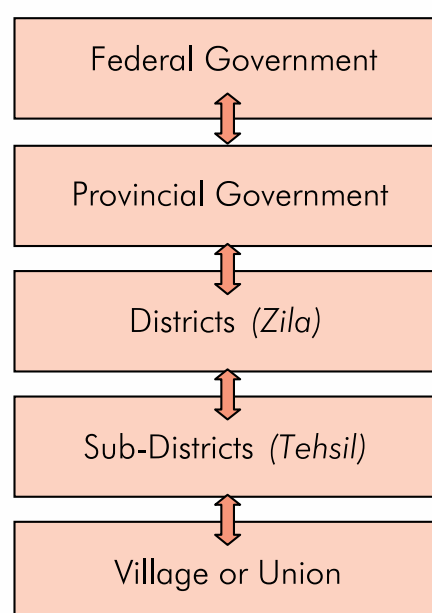 Federal Government
Provincial Government
Districts (Zila)
Sub-Districts (Tehsil)
Village or Union